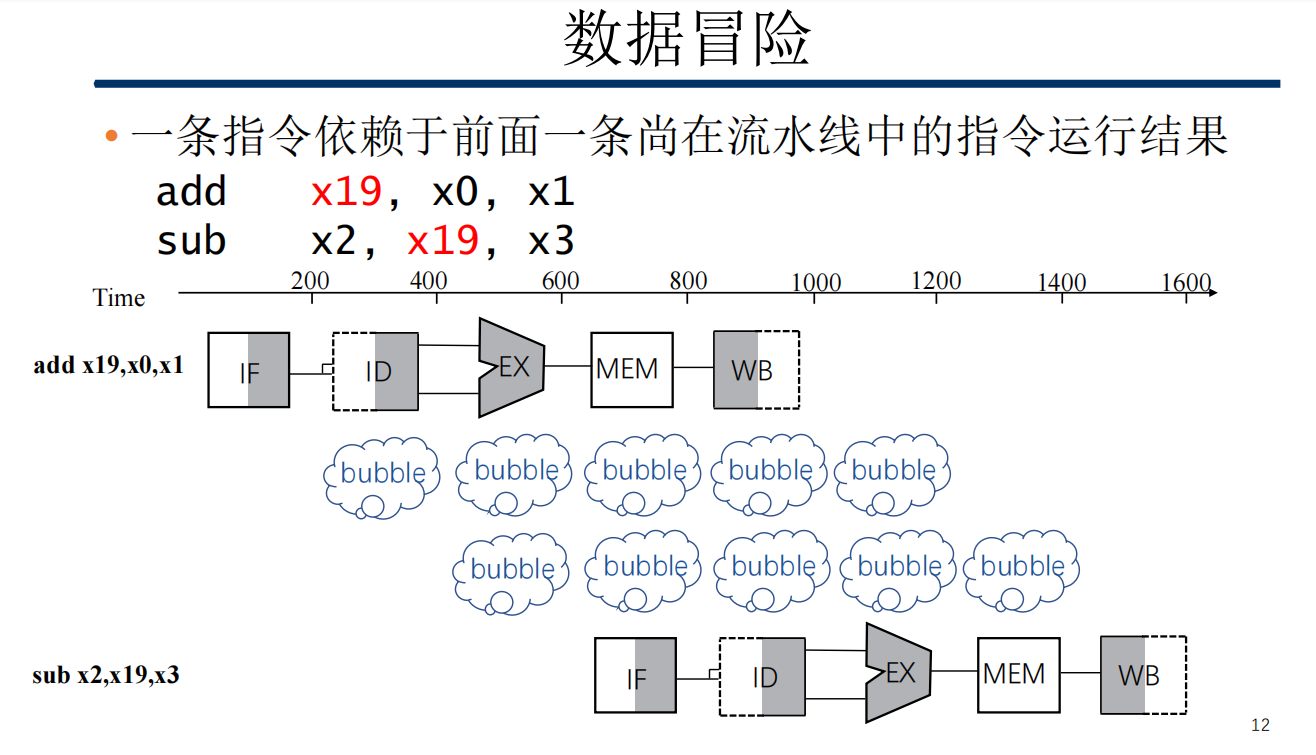 数据冒险
• 一条指令依赖于前面一条尚在流水线中的指令运行结果
add x19, x0, x1
sub x2, x19, x3
Time 200 400 600 800 1000 1200 1400 1600
add x19,x0,x1 IF ID EX MEM WB
bubble bubble bubble bubble bubble
bubble bubble bubble bubble bubble
sub x2,x19,x3 IF ID EX MEM WB
12